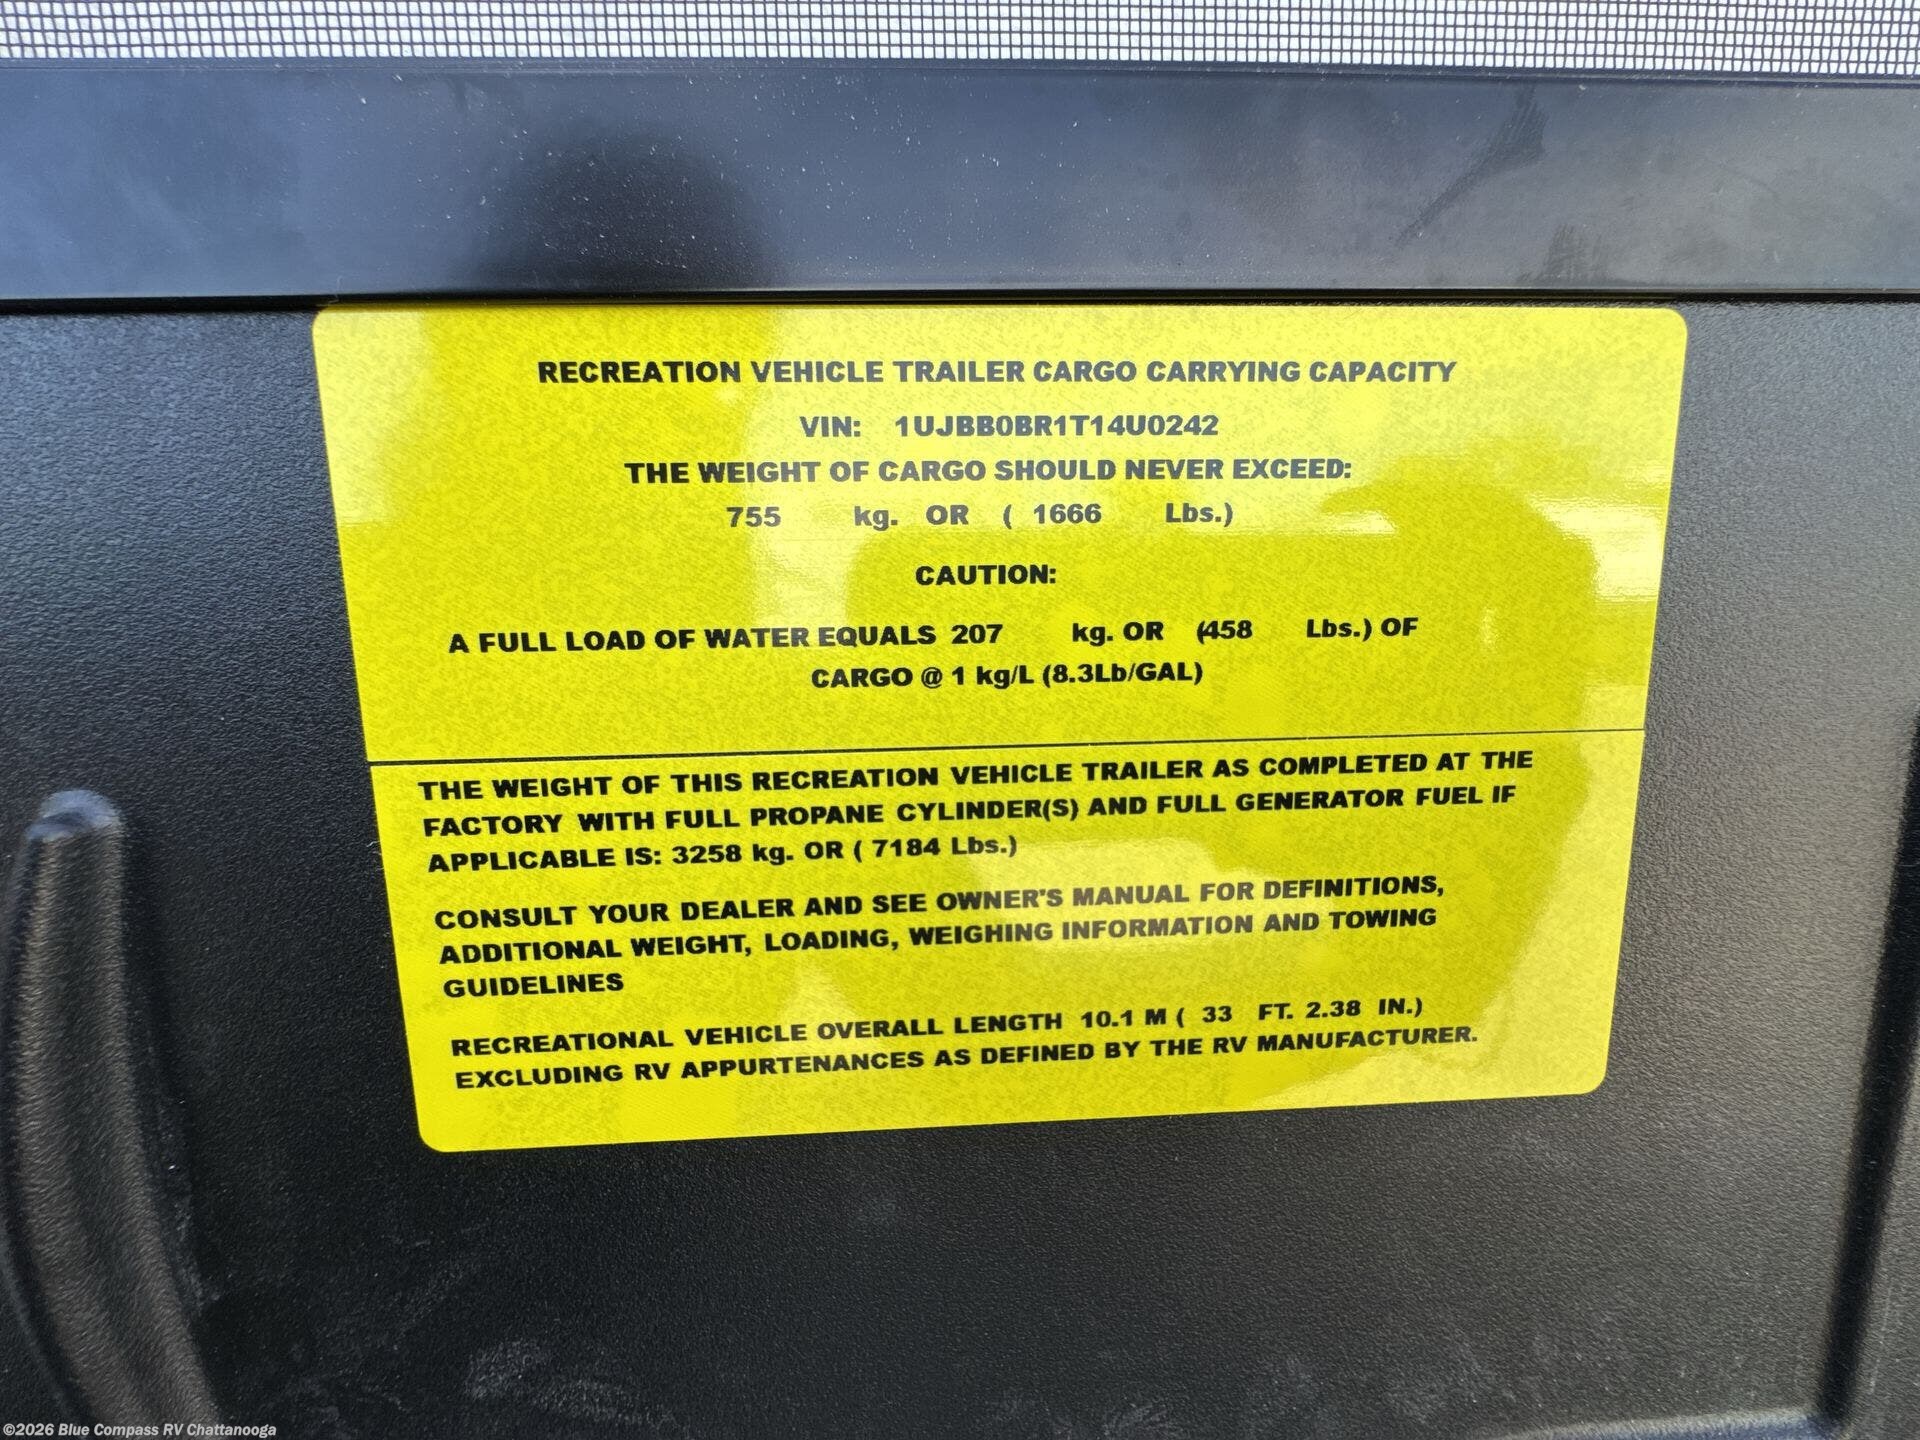 RECREATION VEHICLE TRAILER CARGO CARRYING CAPACITY
VIN: 1UJBB0BR1T14U0242
THE WEIGHT OF CARGO SHOULD NEVER EXCEED:
755 kg. OR ( 1666 Lbs.)
CAUTION:
A FULL LOAD OF WATER EQUALS 207 kg. OR (458 Lbs.) OF
CARGO @ 1 kg/L (8.3Lb/GAL)
THE WEIGHT OF THIS RECREATION VEHICLE TRAILER AS COMPLETED AT THE
FACTORY WITH FULL PROPANE CYLINDER(S) AND FULL GENERATOR FUEL IF
APPLICABLE IS: 3258 kg. OR ( 7184 Lbs.)
CONSULT YOUR DEALER AND SEE OWNER'S MANUAL FOR DEFINITIONS,
ADDITIONAL WEIGHT, LOADING, WEIGHING INFORMATION AND TOWING
GUIDELINES
RECREATIONAL VEHICLE OVERALL LENGTH 10.1 M ( 33 FT. 2.38 IN.)
EXCLUDING RV APPURTENANCES AS DEFINED BY THE RV MANUFACTURER.
©2026 Blue Compass RV Chattanooga